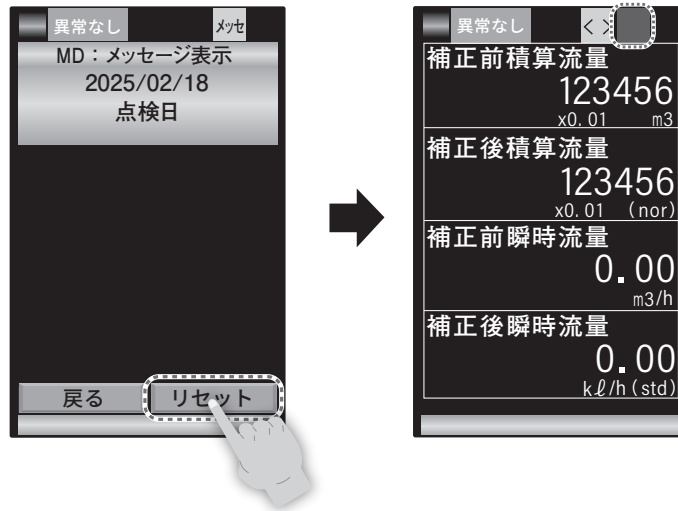 異常なし メッセ
MD：メッセージ表示
2025/02/18
点検日
戻る リセット
異常なし < >
補正前積算流量
123456
x0.01 m3
補正後積算流量
123456
x0.01 (nor)
補正前瞬時流量
0.00
m3/h
補正後瞬時流量
0.00
kℓ/h(std)